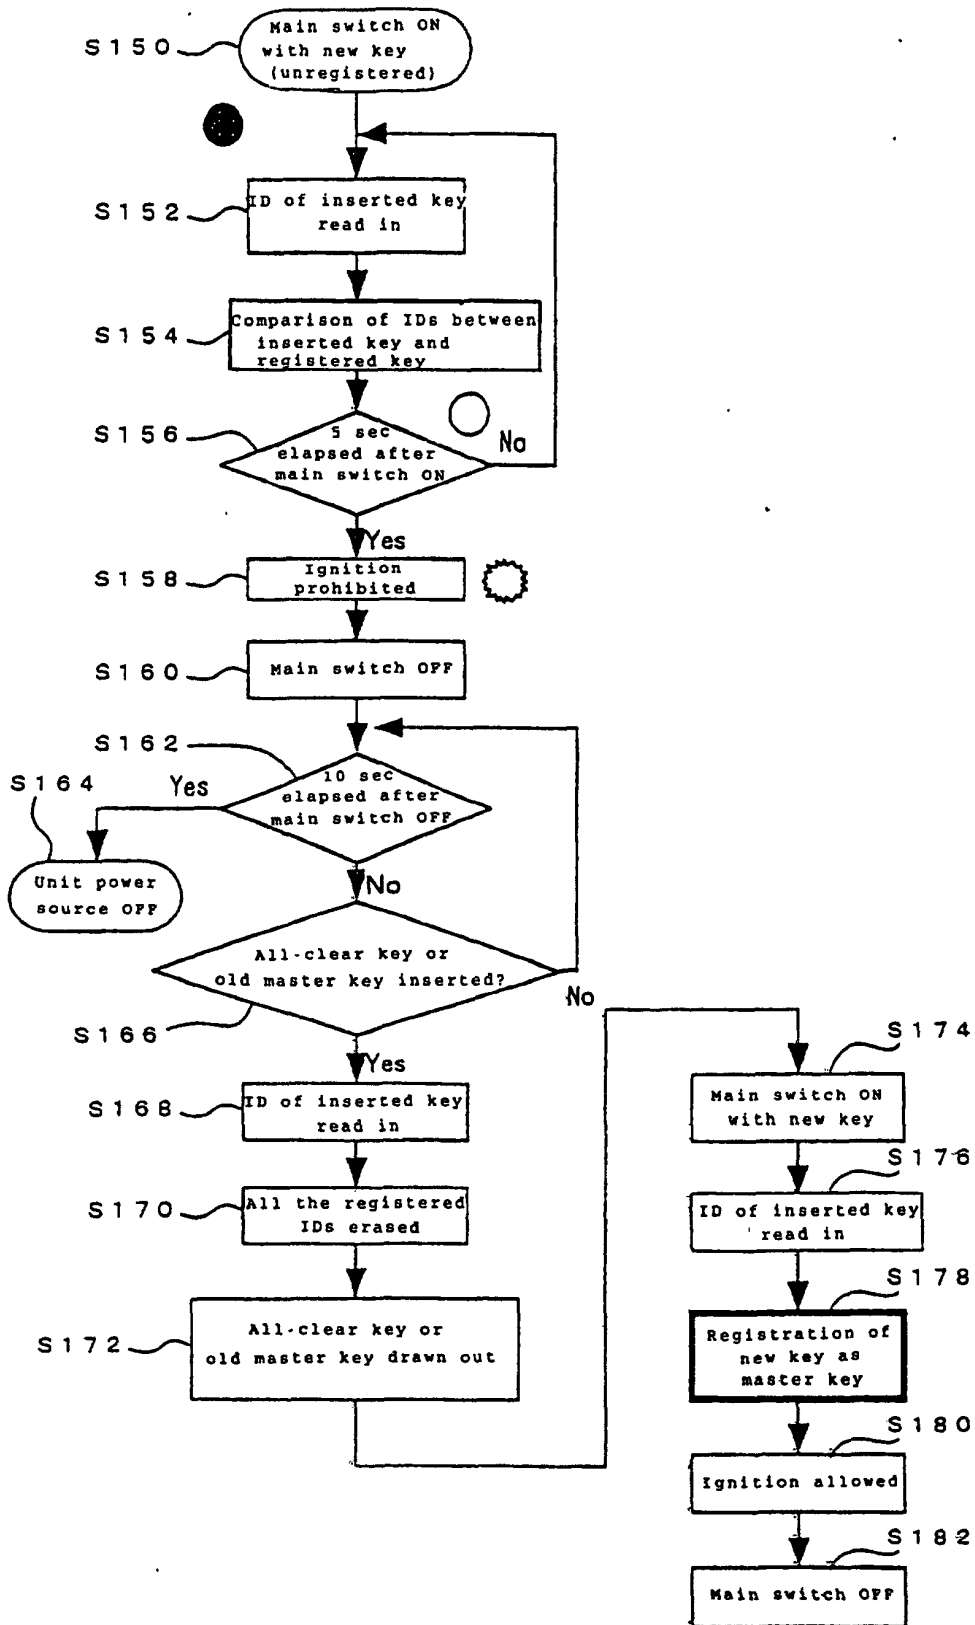 S150
Main switch ON
with new key
(unregistered)
S152
ID of inserted key
read in
S154
Comparison of IDs between
inserted key and
registered key
S156
5 sec
elapsed after
main switch ON
No
Yes
S158
Ignition
prohibited
S160
Main switch OFF
S162
10 sec
elapsed after
main switch OFF
Yes
S164
Unit power
source OFF
No
All-clear key or
old master key inserted?
No
S166
Yes
S168
ID of inserted key
read in
S170
All the registered
IDs erased
S172
All-clear key or
old master key drawn out
S174
Main switch ON
with new key
S176
ID of inserted key
read in
S178
Registration of
new key as
master key
S180
Ignition allowed
S182
Main switch OFF